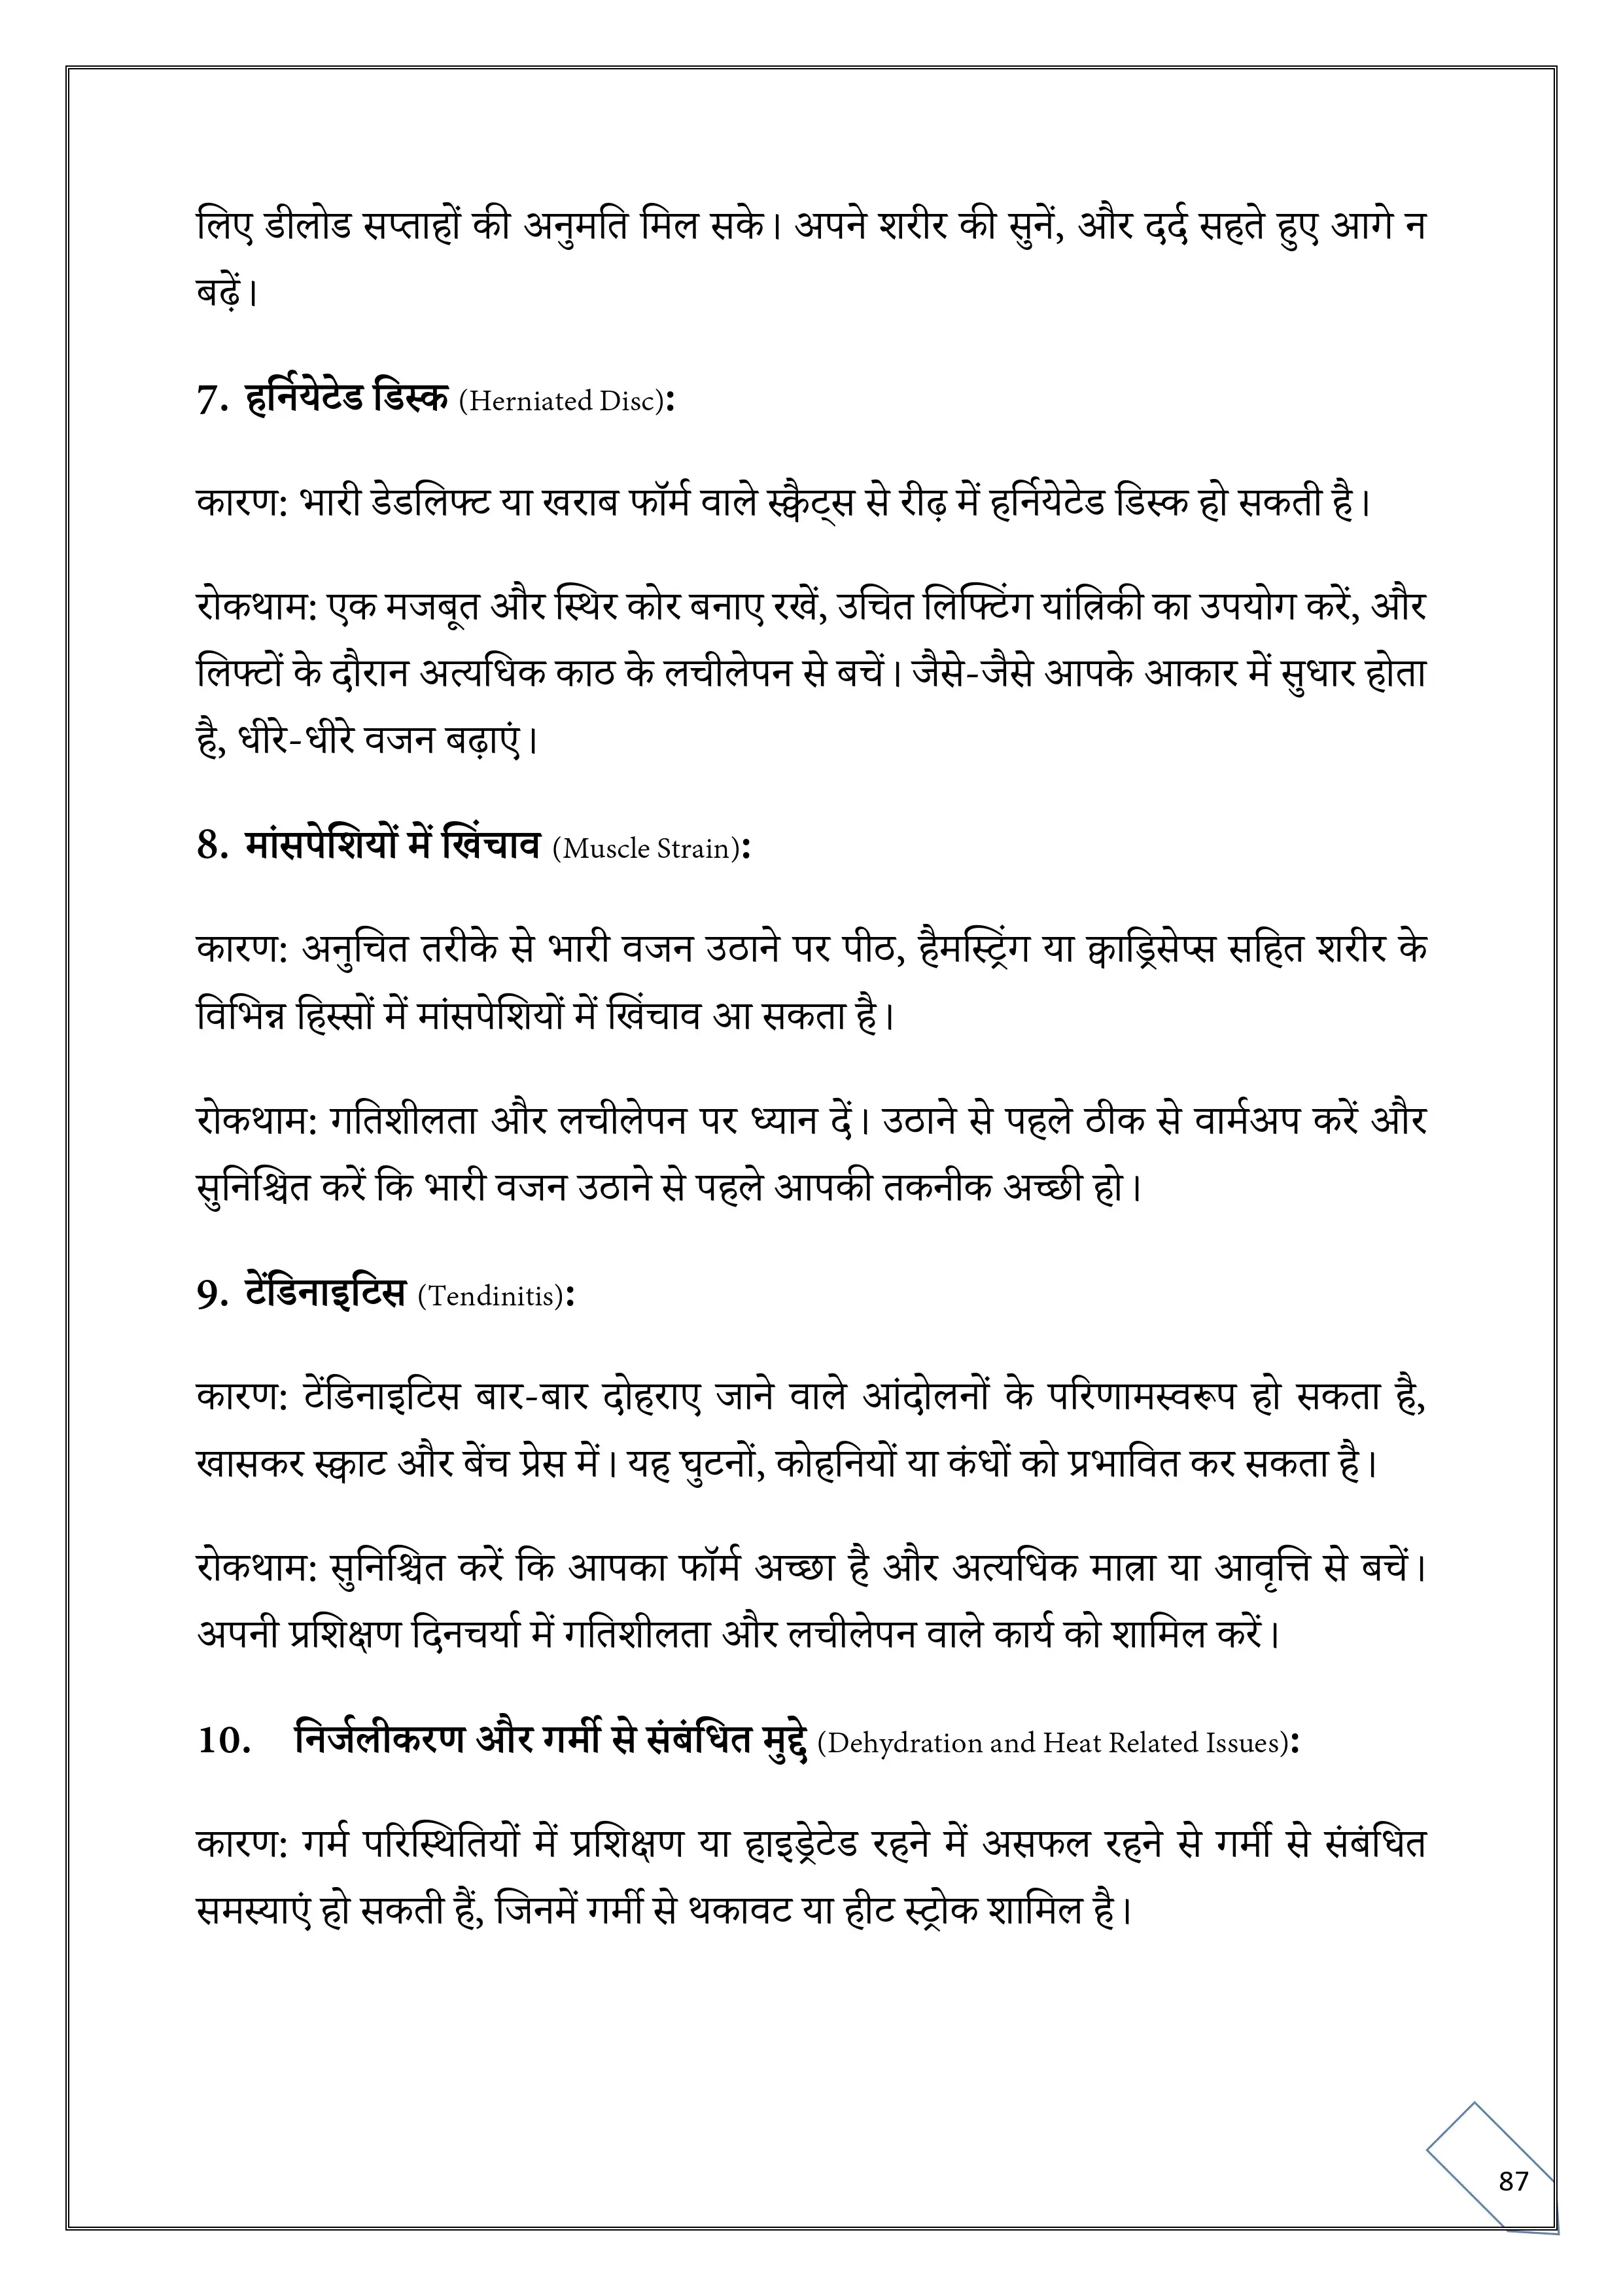 लिए डीलोड सप्ताहों की अनुमति मिल सके। अपने शरीर की सुनें, और दर्द सहते हुए आगे न
बढ़ें।
7. हर्नियेटेड डिस्क (Herniated Disc):
कारण: भारी डेडलिफ्ट या खराब फॉर्म वाले स्क्वैट्स से रीढ़ में हर्नियेटेड डिस्क हो सकती है।
रोकथाम: एक मजबूत और स्थिर कोर बनाए रखें, उचित लिफ्टिंग यांत्रिकी का उपयोग करें, और
लिफ्टों के दौरान अत्यधिक काठ के लचीलेपन से बचें। जैसे-जैसे आपके आकार में सुधार होता
है, धीरे-धीरे वजन बढ़ाएं।
8. मांसपेशियों में खिंचाव (Muscle Strain):
कारण: अनुचित तरीके से भारी वजन उठाने पर पीठ, हैमस्ट्रिंग या क्वाड्रिसेप्स सहित शरीर के
विभिन्न हिस्सों में मांसपेशियों में खिंचाव आ सकता है।
रोकथाम: गतिशीलता और लचीलेपन पर ध्यान दें। उठाने से पहले ठीक से वार्मअप करें और
सुनिश्चित करें कि भारी वजन उठाने से पहले आपकी तकनीक अच्छी हो।
9. टेंडिनाइटिस (Tendinitis):
कारण: टेंडिनाइटिस बार-बार दोहराए जाने वाले आंदोलनों के परिणामस्वरूप हो सकता है,
खासकर स्क्वाट और बेंच प्रेस में। यह घुटनों, कोहनियों या कंधों को प्रभावित कर सकता है।
रोकथाम: सुनिश्चित करें कि आपका फॉर्म अच्छा है और अत्यधिक मात्रा या आवृत्ति से बचें।
अपनी प्रशिक्षण दिनचर्या में गतिशीलता और लचीलेपन वाले कार्य को शामिल करें।
10. निर्जलीकरण और गर्मी से संबंधित मुद्दे (Dehydration and Heat Related Issues):
कारण: गर्म परिस्थितियों में प्रशिक्षण या हाइड्रेटेड रहने में असफल रहने से गर्मी से संबंधित
समस्याएं हो सकती हैं, जिनमें गर्मी से थकावट या हीट स्ट्रोक शामिल है।
87